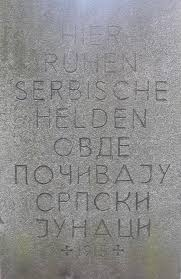 HIER
RUHEN
SERBISCHE
HELDEN
ОВДЕ
ПОЧИВАЈУ
СРПСКИ
ЈУНАЦИ